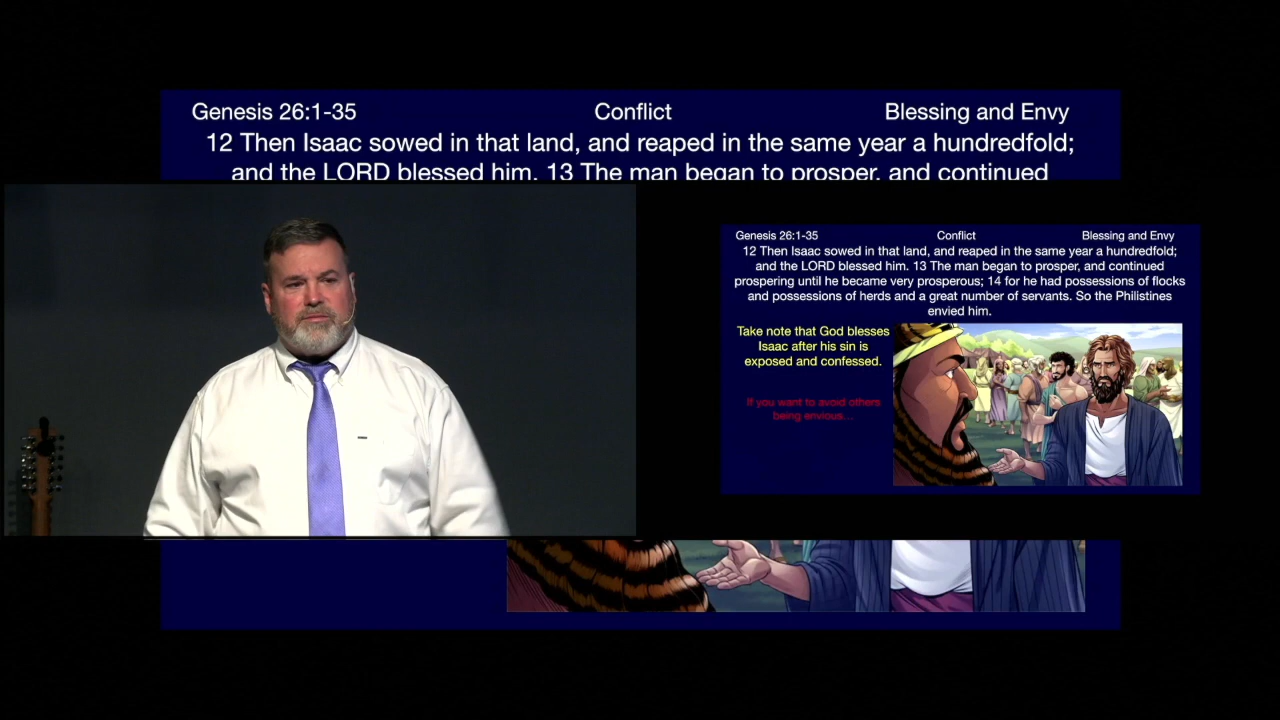 Genesis 26:1-35 Conflict Blessing and Envy
12 Then Isaac sowed in that land, and reaped in the same year a hundredfold;
and the LORD blessed him. 13 The man began to prosper, and continued
Genesis 26:1-35 Conflict Blessing and Envy
12 Then Isaac sowed in that land, and reaped in the same year a hundredfold;
and the LORD blessed him. 13 The man began to prosper, and continued
prospering until he became very prosperous; 14 for he had possessions of flocks
and possessions of herds and a great number of servants. So the Philistines
envied him.
Take note that God blesses
Isaac after his sin is
exposed and confessed.
If you want to avoid others
being envious...